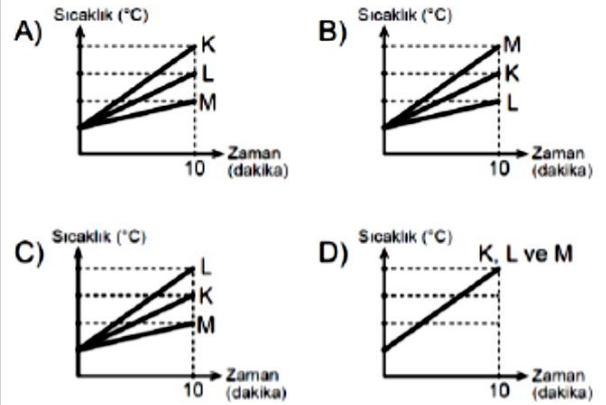 A)
Sıcaklık (°C)
K
L
M
10
Zaman
(dakika)
B)
Sıcaklık (°C)
M
K
L
10
Zaman
(dakika)
C)
Sıcaklık (°C)
L
K
M
10
Zaman
(dakika)
D)
Sıcaklık (°C)
K, L ve M
10
Zaman
(dakika)